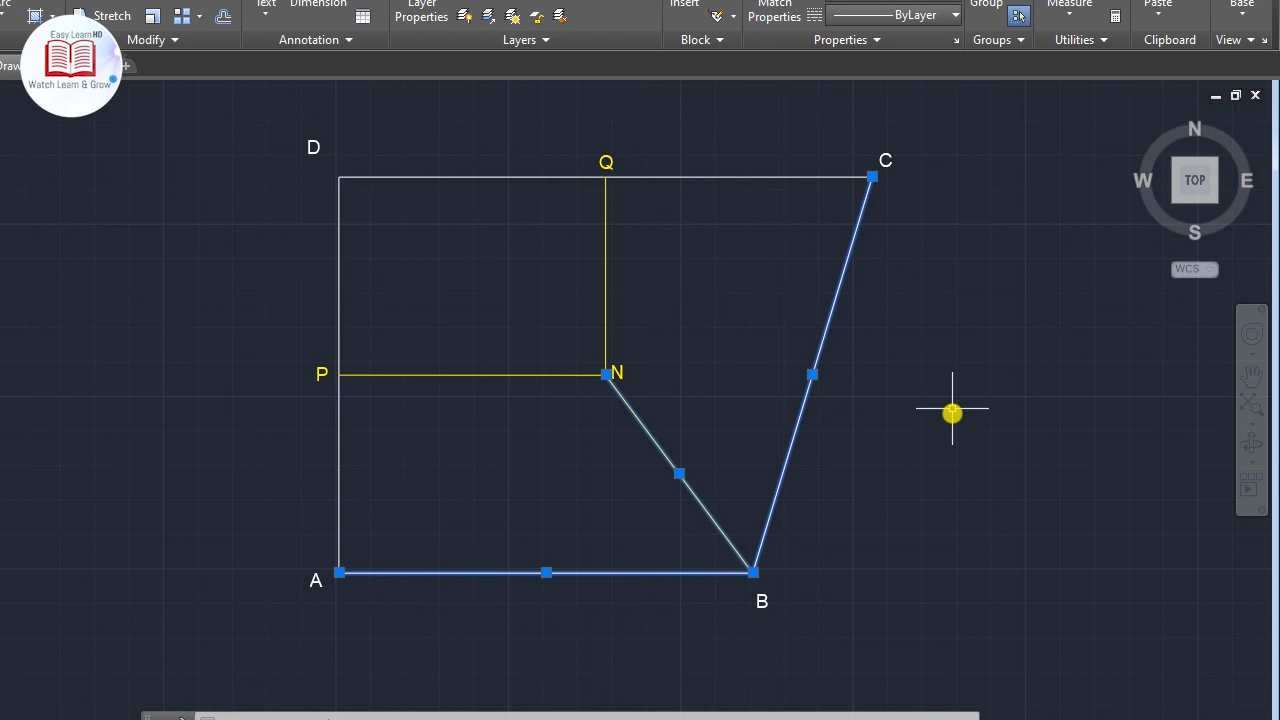 Text
Dimension
Layer
Properties
Insert
Match
Properties
Group
Measure
Paste
Base
Stretch
ByLayer
Modify
Annotation
Layers
Block
Properties
Groups
Utilities
Clipboard
View
Easy Learn HD
Watch Learn & Grow
D
Q
C
P
N
A
B
N
W
TOP
E
S
WCS